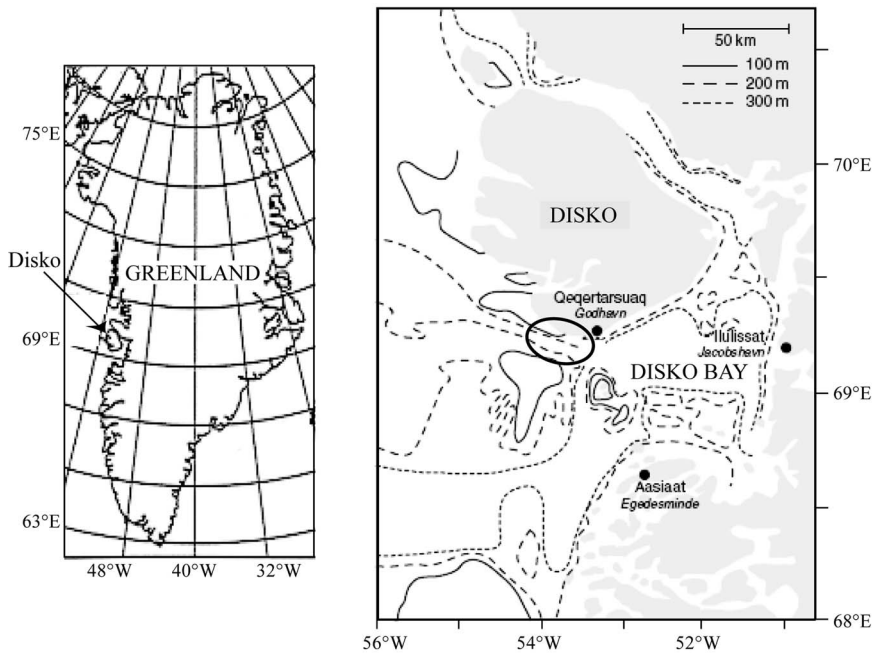 75°E
Disko
GREENLAND
69°E
63°E
48°W
40°W
32°W
50 km
100 m
200 m
300 m
70°E
DISKO
Qeqertarsuaq
Godhavn
Ilulissat
Jacobshavn
DISKO BAY
69°E
Aasiaat
Egedesminde
68°E
56°W
54°W
52°W